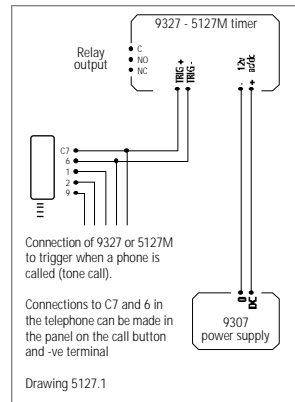 9327 - 5127M timer
Relay
output
C
NO
NC
TRIG +
TRIG -
- 12v
+ ac/dc
C7
6
1
2
9
Connection of 9327 or 5127M
to trigger when a phone is
called (tone call).
Connections to C7 and 6 in
the telephone can be made in
the panel on the call button
and -ve terminal
0
DC
9307
power supply
Drawing 5127.1